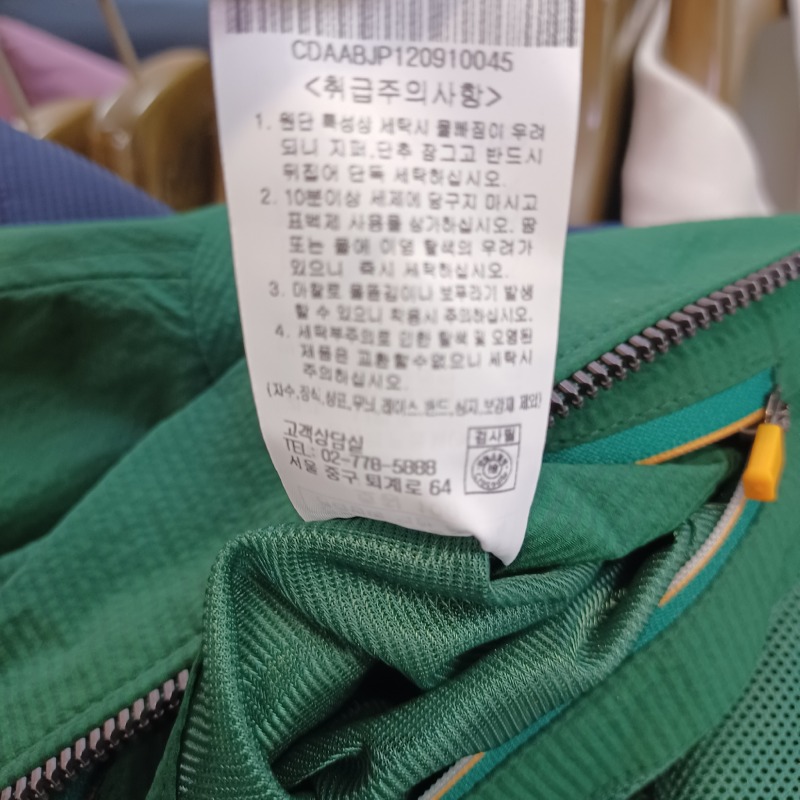 CDAABJP120910045
<취급주의사항>
1. 원단 특성상 세탁시 물빠짐이 우려
되니 지퍼,단추 잠그고 반드시
뒤집어 단독 세탁하십시오.
2. 10분이상 세제에 담구지 마시고
표백제 사용을 삼가하십시오. 땀
또는 물에 이염 탈색의 우려가
있으니 즉시 세탁하십시오.
3. 마찰로 올뜯김이나 보푸라기 발생
할 수 있으니 착용시 주의하십시오.
4. 세탁부주의로 인한 탈색 및 오염된
제품은 교환할수없으니 세탁시
주의하십시오.
(자수,장식,상표,무늬,레이스,밴드,심지,보강재 제외)
고객상담실
TEL: 02-778-5888
서울 중구 퇴계로 64
검사필